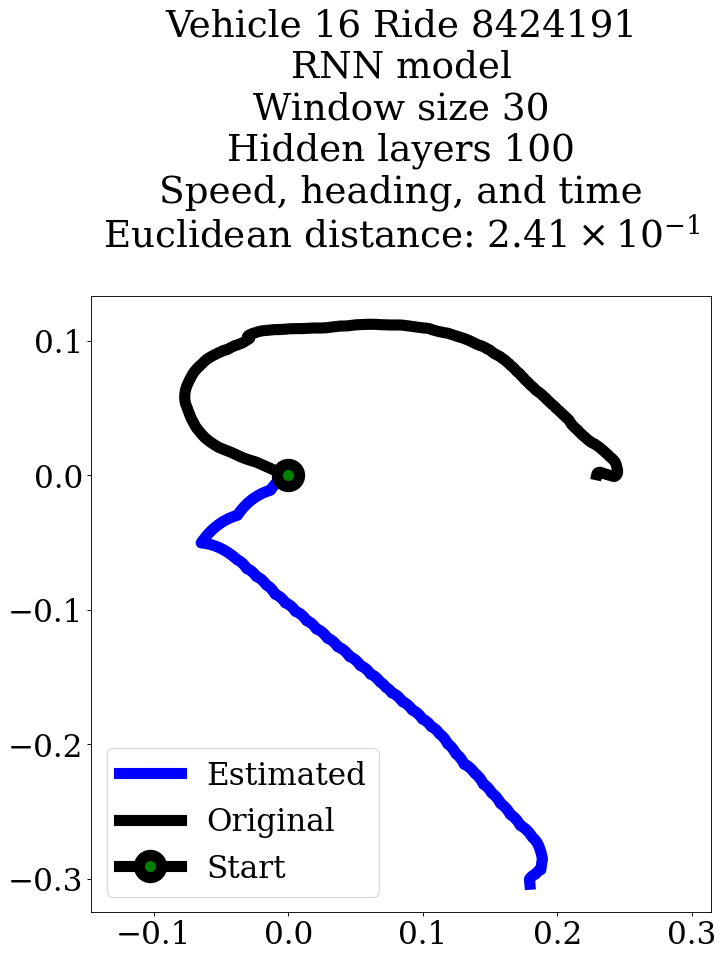 Vehicle 16 Ride 8424191
RNN model
Window size 30
Hidden layers 100
Speed, heading, and time
Euclidean distance: 2.41 × 10⁻¹
0.1
0.0
−0.1
−0.2
−0.3
Estimated
Original
Start
−0.1 0.0 0.1 0.2 0.3